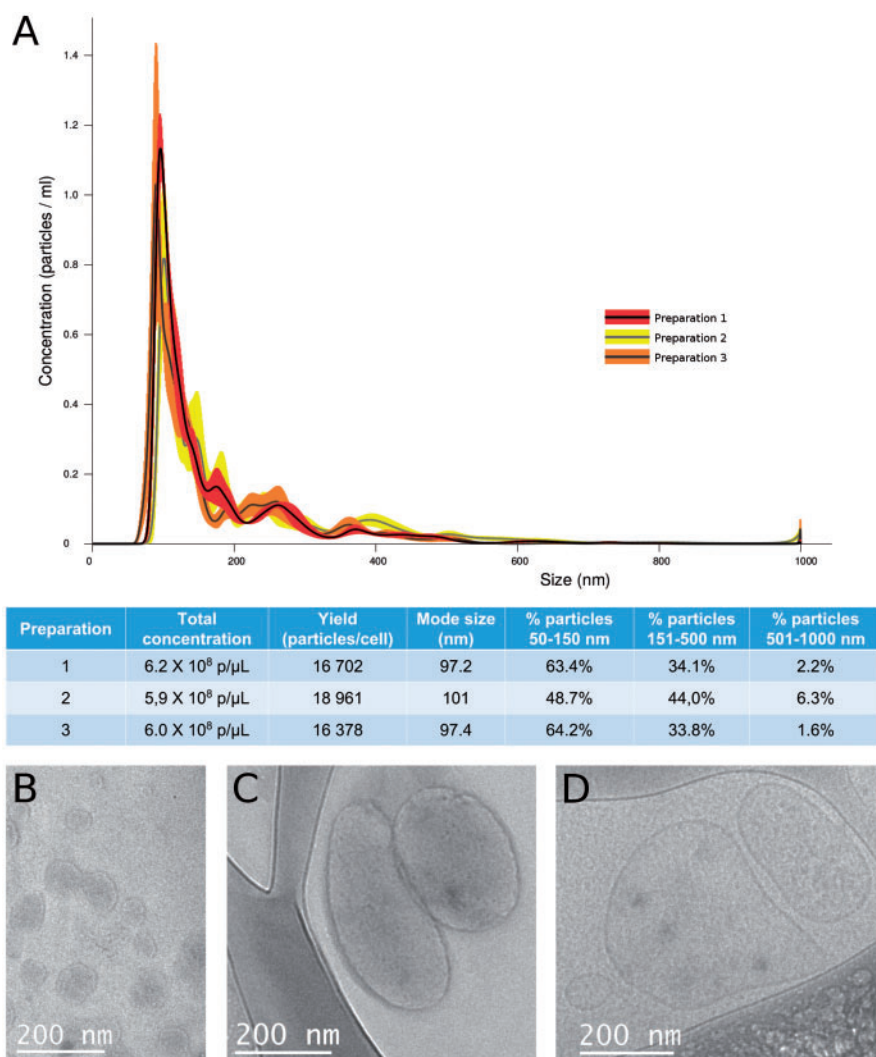 A
Concentration (particles / ml)
1.4
1.2
1.0
0.8
0.6
0.4
0.2
0
0 200 400 600 800 1000
Size (nm)
Preparation 1
Preparation 2
Preparation 3
Preparation Total concentration Yield (particles/cell) Mode size (nm) % particles 50-150 nm % particles 151-500 nm % particles 501-1000 nm
1 6.2 X 10⁸ p/µL 16 702 97.2 63.4% 34.1% 2.2%
2 5,9 X 10⁸ p/µL 18 961 101 48.7% 44,0% 6.3%
3 6.0 X 10⁸ p/µL 16 378 97.4 64.2% 33.8% 1.6%
B C D
200 nm 200 nm 200 nm